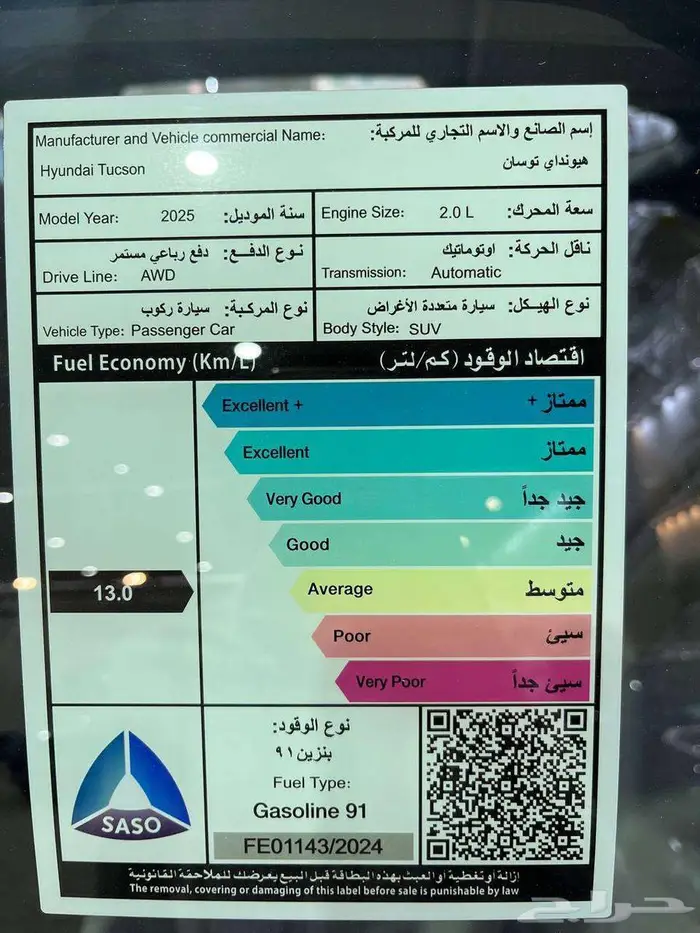 Manufacturer and Vehicle commercial Name: إسم الصانع والاسم التجاري للمركبة:
Hyundai Tucson هيونداي توسان
Model Year: 2025 سنة الموديل: Engine Size: 2.0 L سعة المحرك:
نوع الدفع: دفع رباعي مستمر ناقل الحركة: اوتوماتيك
Drive Line: AWD Transmission: Automatic
نوع المركبة: سيارة ركوب نوع الهيكل: سيارة متعددة الأغراض
Vehicle Type: Passenger Car Body Style: SUV
Fuel Economy (Km/L) اقتصاد الوقود (كم/لتر)
Excellent + ممتاز +
Excellent ممتاز
Very Good جيد جداً
Good جيد
13.0 Average متوسط
Poor سيئ
Very Poor سيئ جداً
نوع الوقود:
بنزين ٩١
Fuel Type:
Gasoline 91
SASO
FE01143/2024
إزالة أو تغطية أو العبث بهذه البطاقة قبل البيع يعرضك للملاحقة القانونية
The removal, covering or damaging of this label before sale is punishable by law
حراج